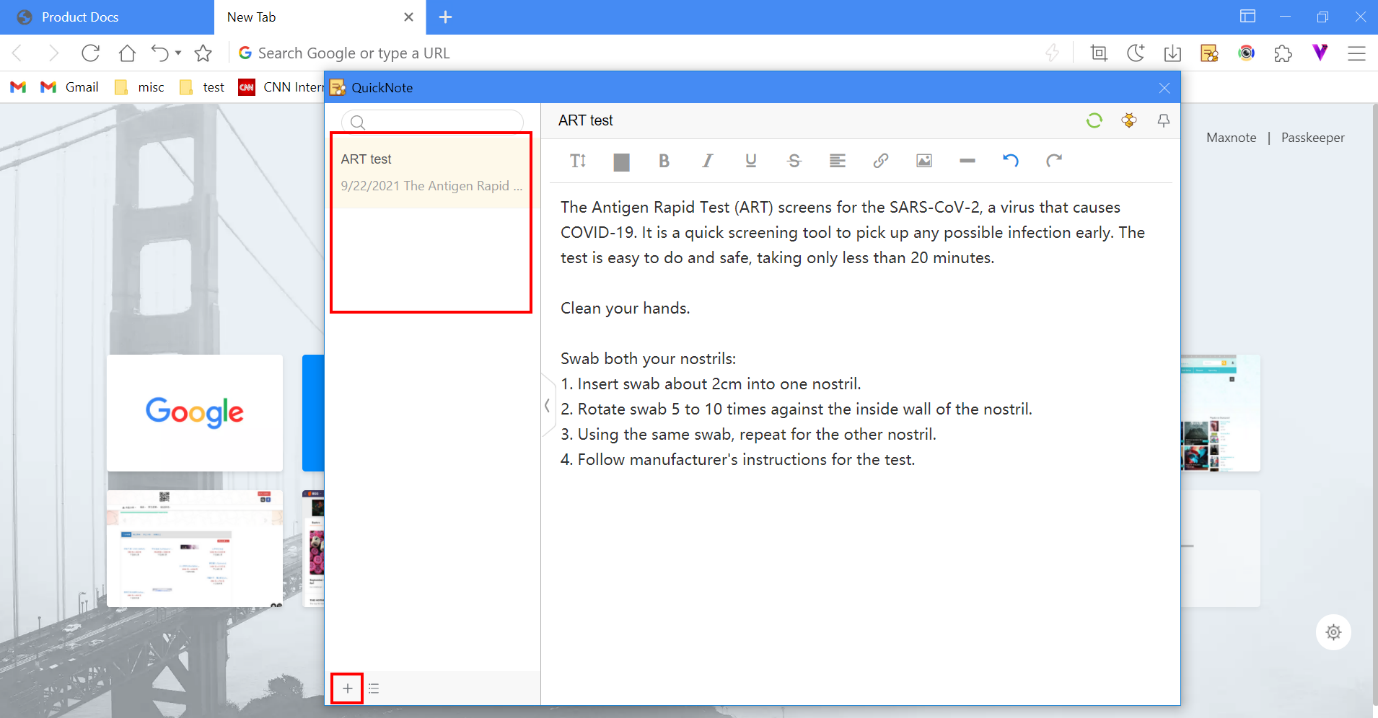 Product Docs
New Tab
Search Google or type a URL
Gmail
misc
test
CNN Inter
QuickNote
Maxnote | Passkeeper
ART test
9/22/2021 The Antigen Rapid ...
ART test
B I U S
The Antigen Rapid Test (ART) screens for the SARS-CoV-2, a virus that causes
COVID-19. It is a quick screening tool to pick up any possible infection early. The
test is easy to do and safe, taking only less than 20 minutes.
Clean your hands.
Swab both your nostrils:
1. Insert swab about 2cm into one nostril.
2. Rotate swab 5 to 10 times against the inside wall of the nostril.
3. Using the same swab, repeat for the other nostril.
4. Follow manufacturer's instructions for the test.
Google